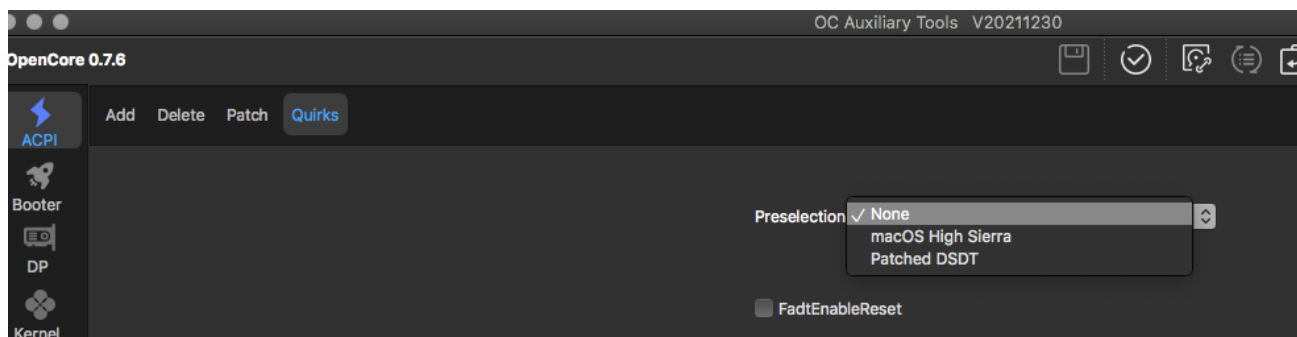 OC Auxiliary Tools V20211230
OpenCore 0.7.6
Add Delete Patch Quirks
ACPI
Booter
DP
Kernel
Preselection ✓ None
macOS High Sierra
Patched DSDT
FadtEnableReset